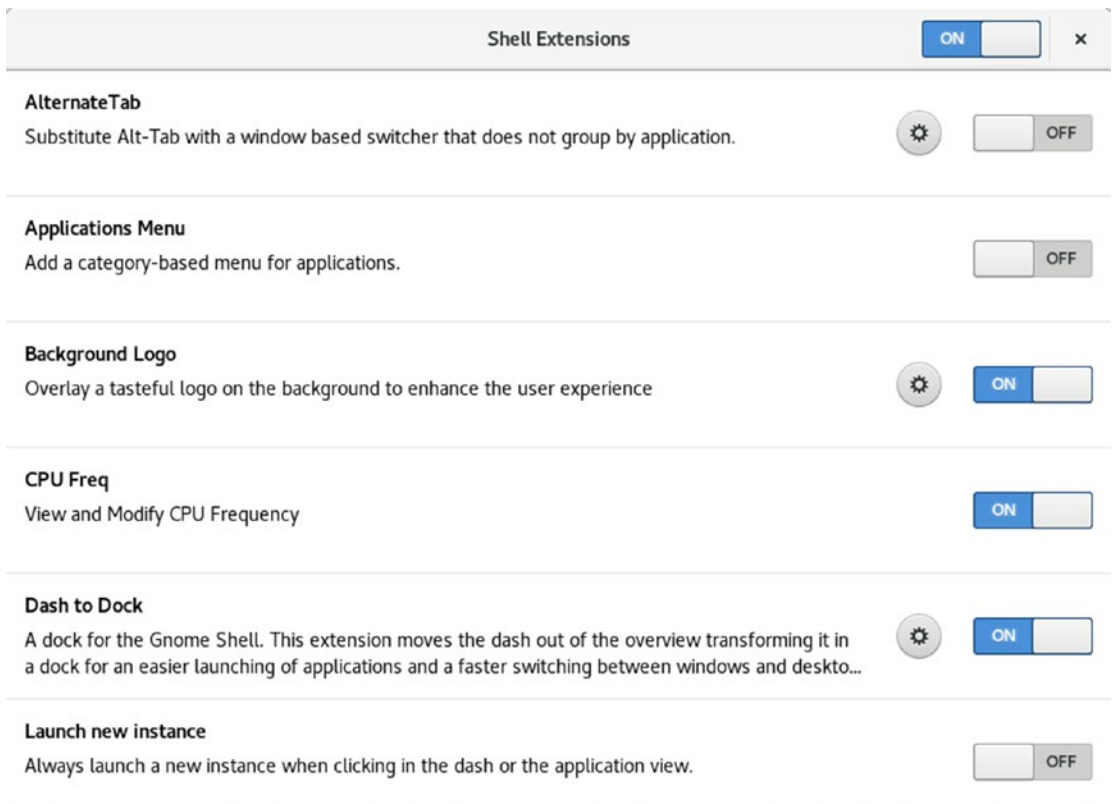 Shell Extensions ON ×
AlternateTab
Substitute Alt-Tab with a window based switcher that does not group by application. OFF
Applications Menu
Add a category-based menu for applications. OFF
Background Logo
Overlay a tasteful logo on the background to enhance the user experience ON
CPU Freq
View and Modify CPU Frequency ON
Dash to Dock
A dock for the Gnome Shell. This extension moves the dash out of the overview transforming it in ON
a dock for an easier launching of applications and a faster switching between windows and deskto...
Launch new instance
Always launch a new instance when clicking in the dash or the application view. OFF